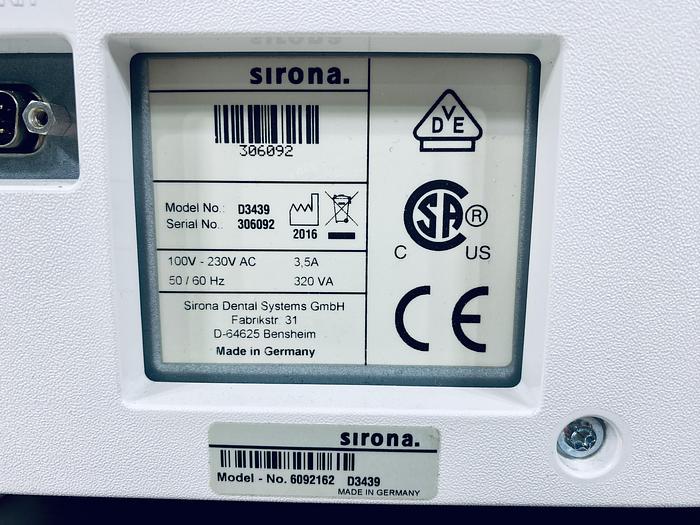 sirona.
306092
Model No.: D3439
Serial No.: 306092
2016
100V - 230V AC 3,5A
50 / 60 Hz 320 VA
Sirona Dental Systems GmbH
Fabrikstr. 31
D-64625 Bensheim
Made in Germany
DVE
CSA ®
C US
CE
sirona.
Model - No. 6092162 D3439
MADE IN GERMANY